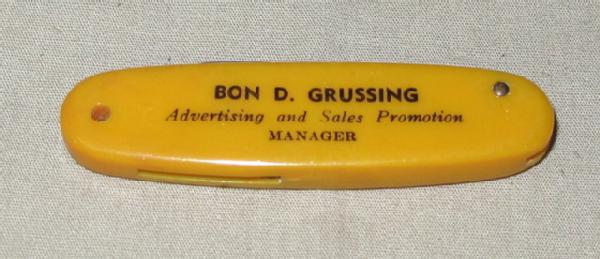 BON D. GRUSSING
Advertising and Sales Promotion
MANAGER